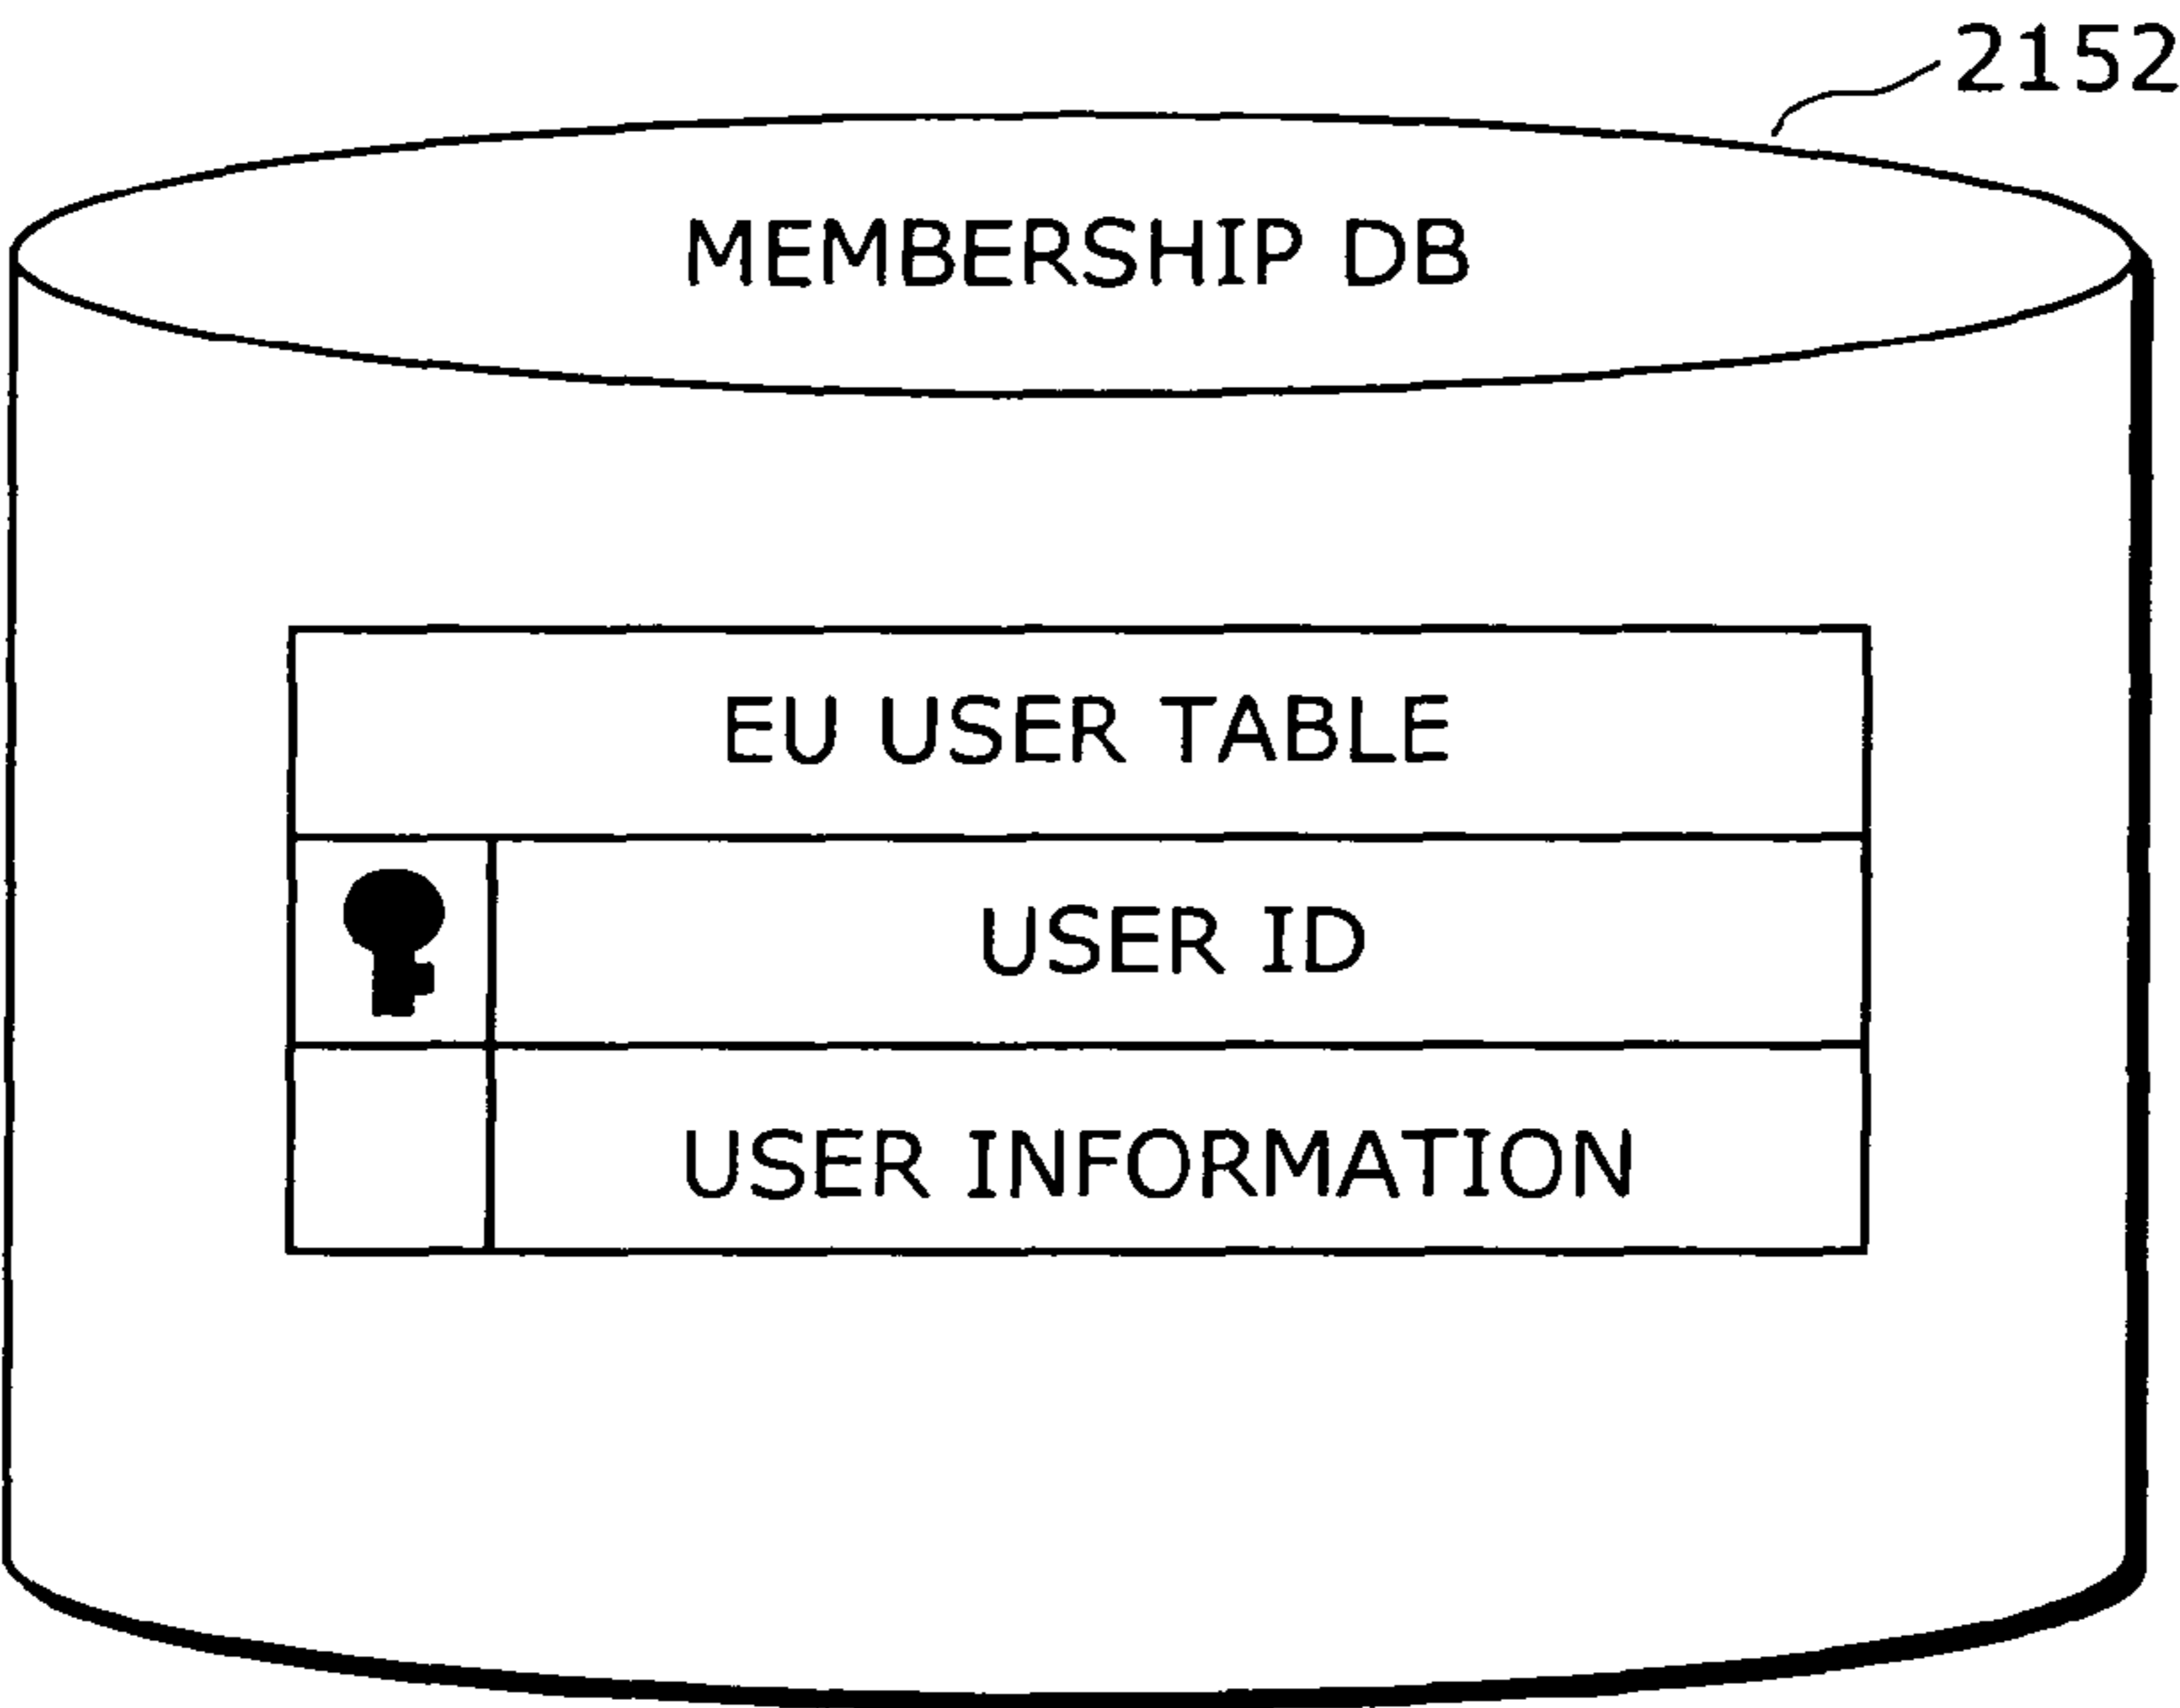 2152
MEMBERSHIP DB
EU USER TABLE
USER ID
USER INFORMATION